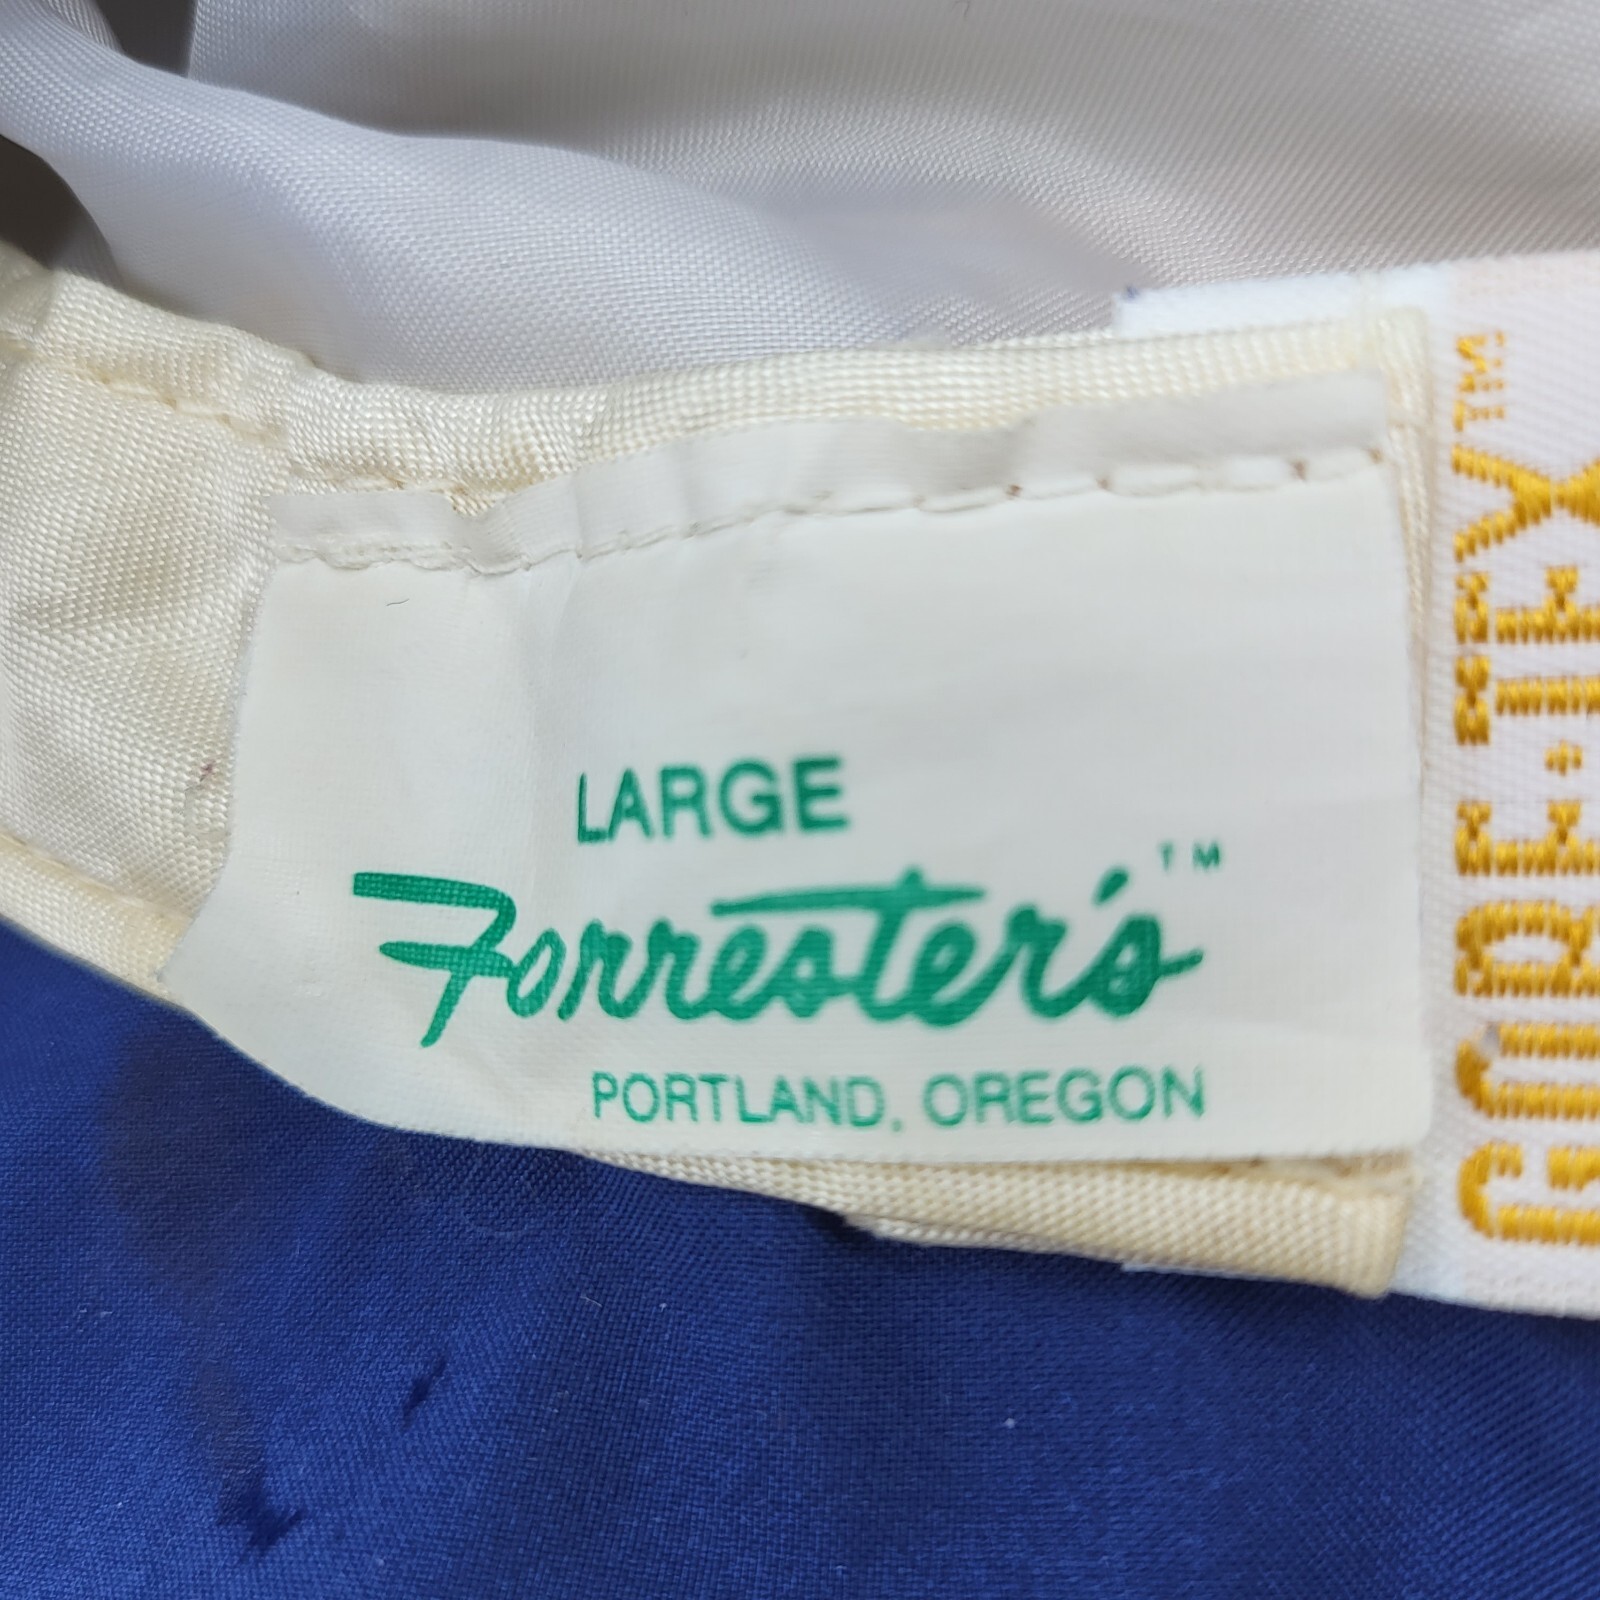 LARGE
Forrester's™
PORTLAND, OREGON
GORE-TEX™